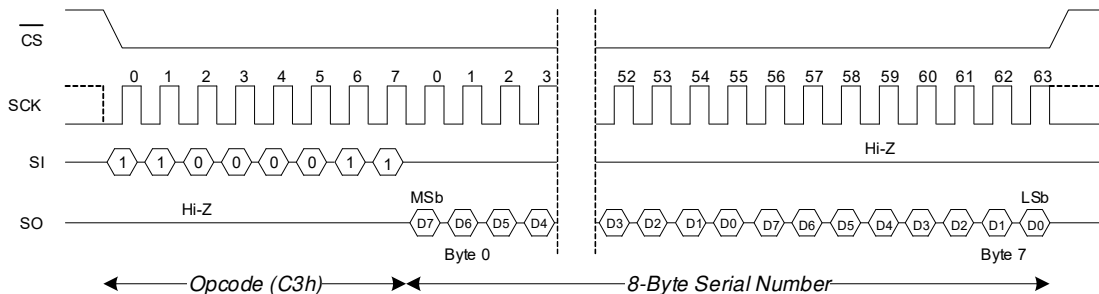 CS
0 1 2 3 4 5 6 7 0 1 2 3 52 53 54 55 56 57 58 59 60 61 62 63
SCK
Hi-Z
SI 1 1 0 0 0 0 1 1
MSb LSb
Hi-Z
SO D7 D6 D5 D4 D3 D2 D1 D0 D7 D6 D5 D4 D3 D2 D1 D0
Byte 0 Byte 7
Opcode (C3h) 8-Byte Serial Number